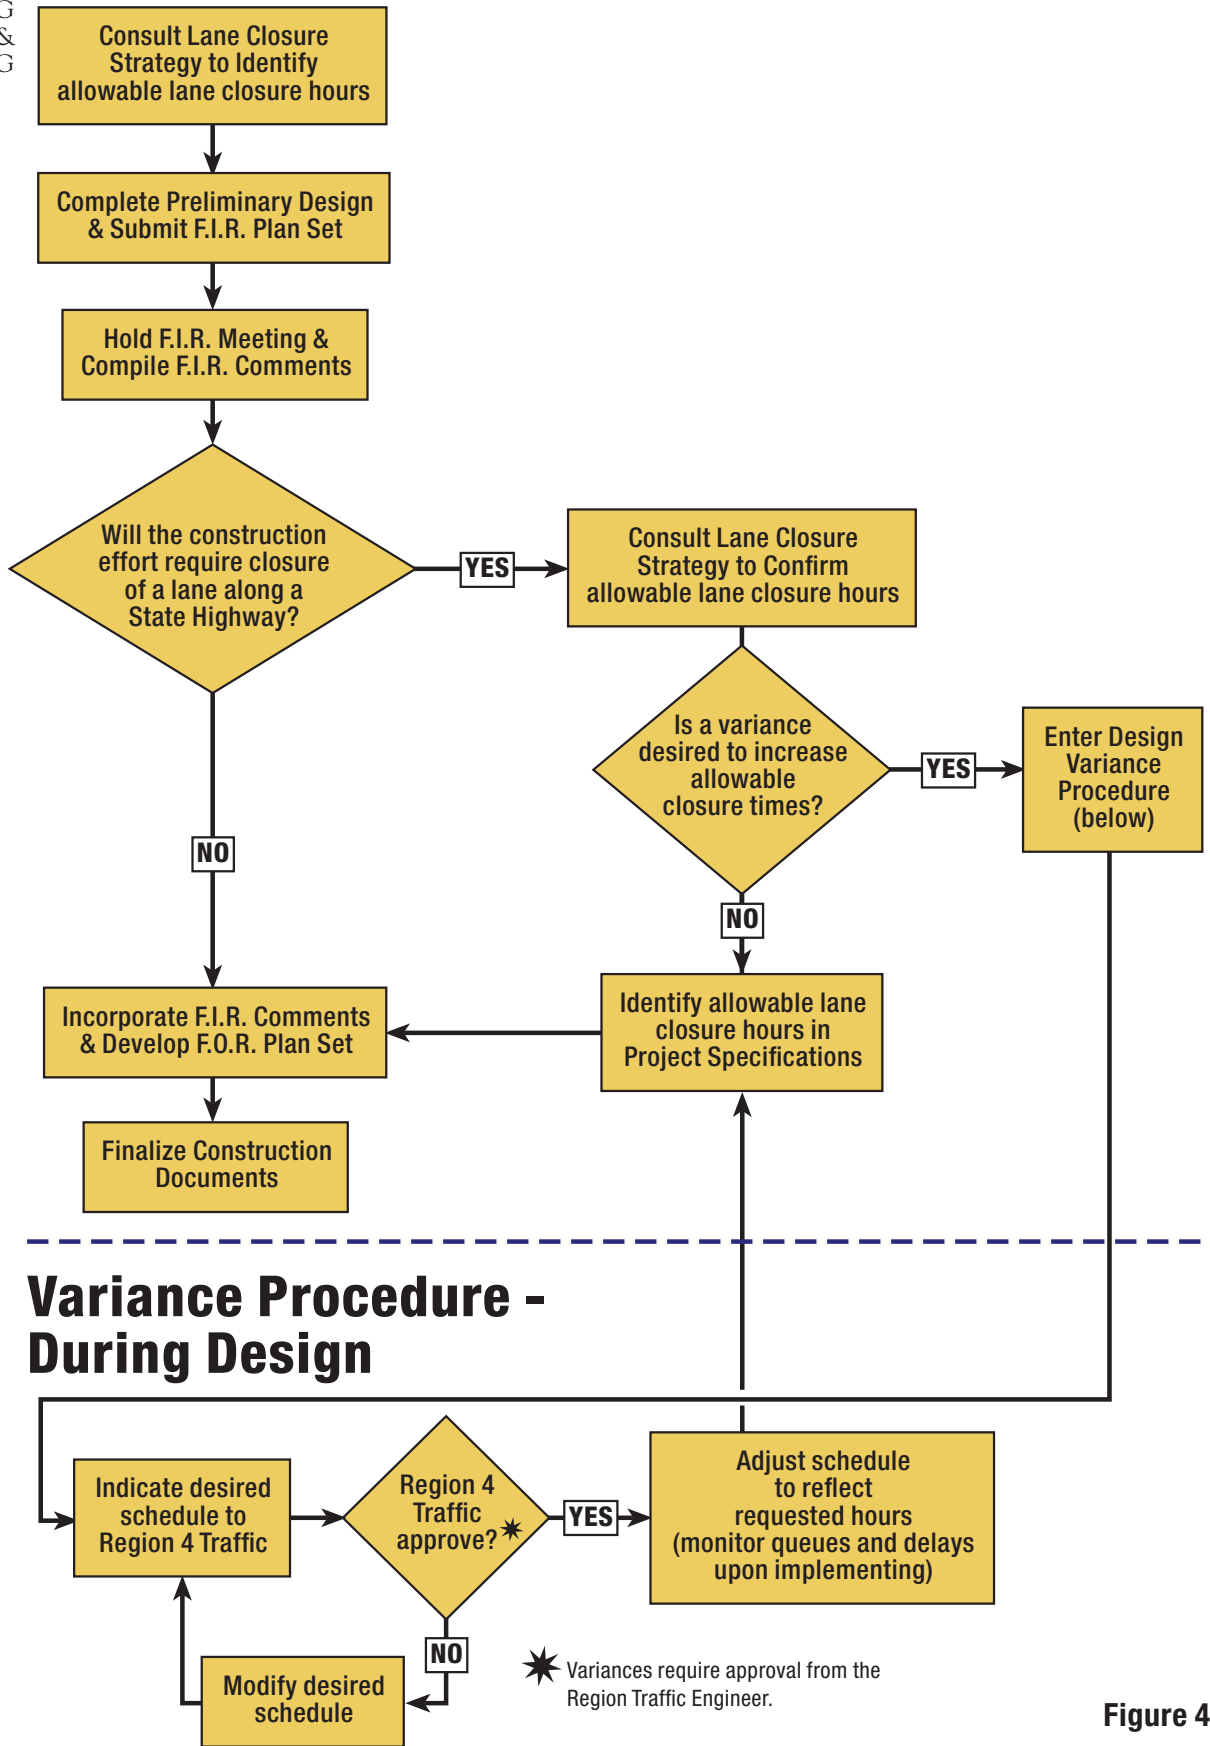 G
&
G
Consult Lane Closure
Strategy to Identify
allowable lane closure hours
Complete Preliminary Design
& Submit F.I.R. Plan Set
Hold F.I.R. Meeting &
Compile F.I.R. Comments
Will the construction
effort require closure
of a lane along a
State Highway?
YES
Consult Lane Closure
Strategy to Confirm
allowable lane closure hours
Is a variance
desired to increase
allowable
closure times?
YES
Enter Design
Variance
Procedure
(below)
NO
NO
Identify allowable lane
closure hours in
Project Specifications
Incorporate F.I.R. Comments
& Develop F.O.R. Plan Set
Finalize Construction
Documents
Variance Procedure -
During Design
Indicate desired
schedule to
Region 4 Traffic
Region 4
Traffic
approve?
YES
Adjust schedule
to reflect
requested hours
(monitor queues and delays
upon implementing)
NO
Modify desired
schedule
Variances require approval from the
Region Traffic Engineer.
Figure 4